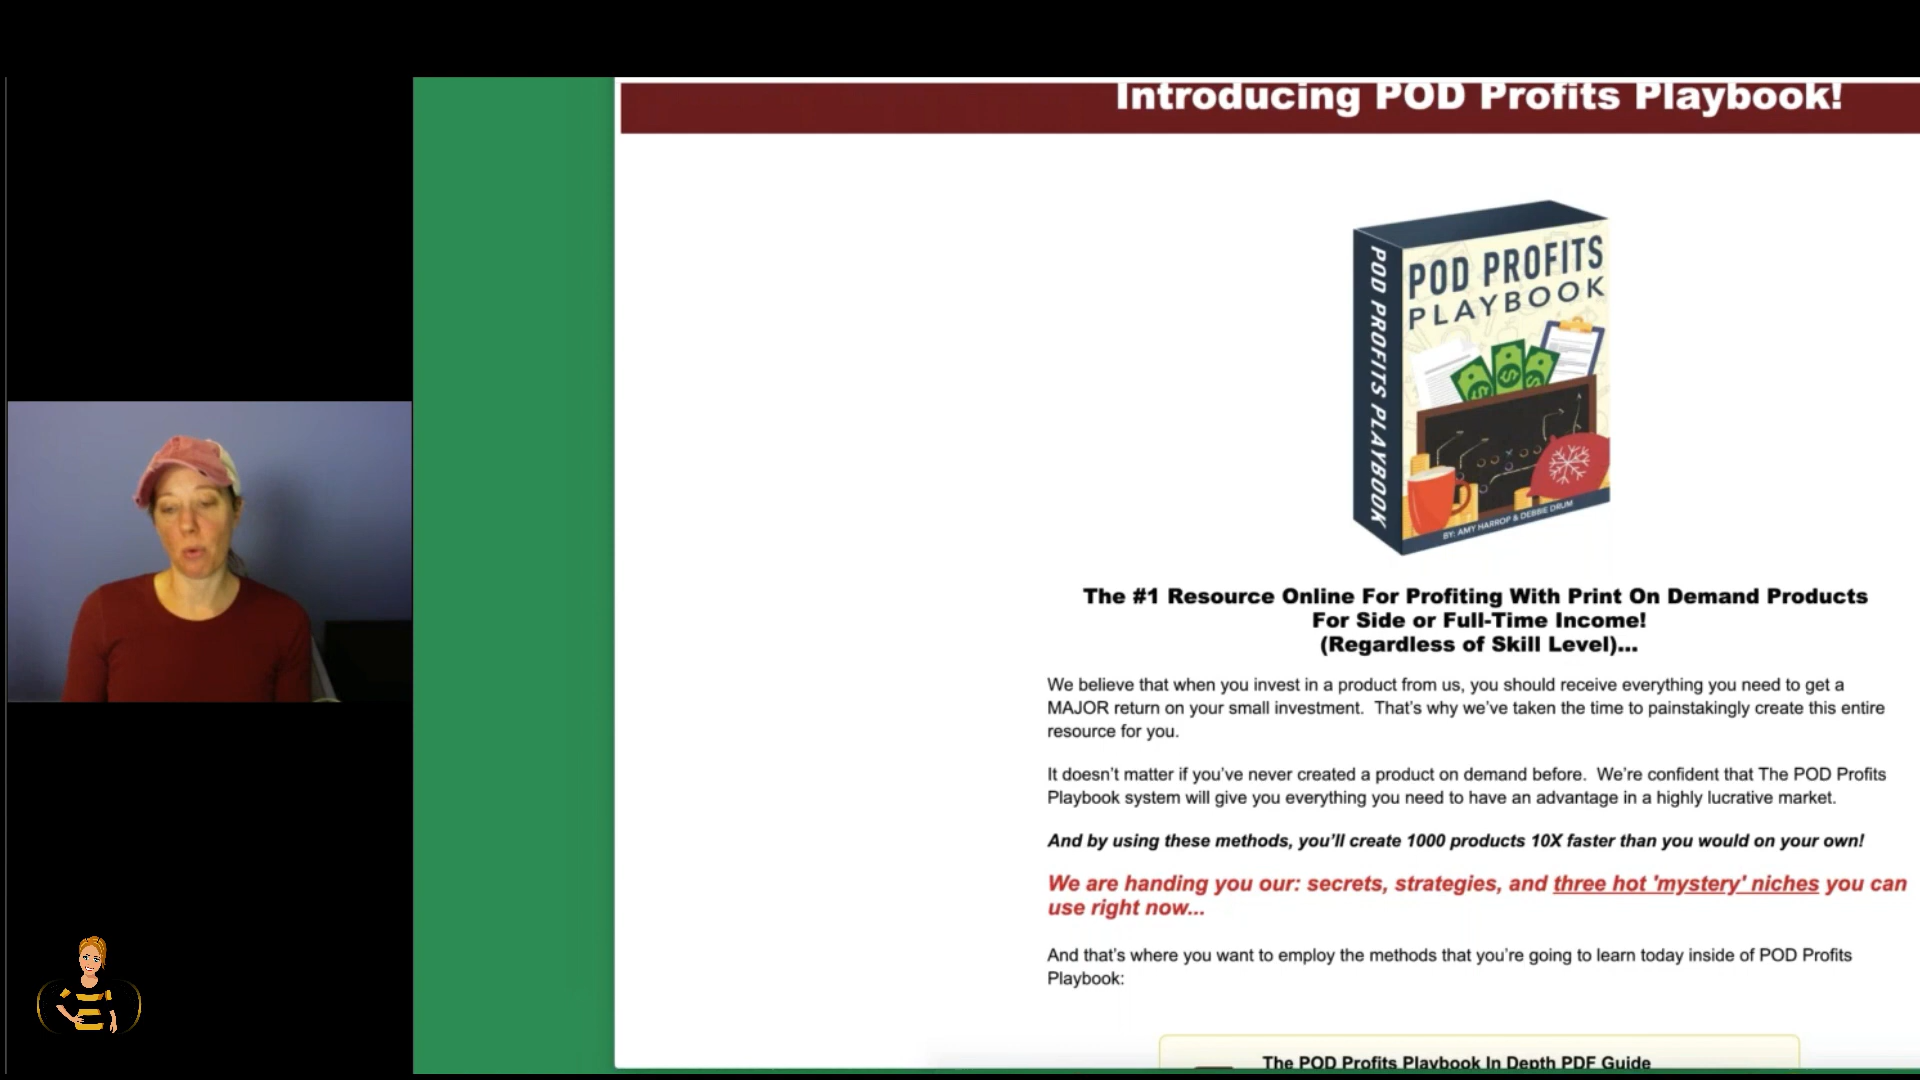 Introducing POD Profits Playbook!
POD PROFITS PLAYBOOK
POD PROFITS
PLAYBOOK
BY: AMY HARROP & DEBBIE DRUM
The #1 Resource Online For Profiting With Print On Demand Products
For Side or Full-Time Income!
(Regardless of Skill Level)...
We believe that when you invest in a product from us, you should receive everything you need to get a
MAJOR return on your small investment.  That's why we've taken the time to painstakingly create this entire
resource for you.
It doesn't matter if you've never created a product on demand before.  We're confident that The POD Profits
Playbook system will give you everything you need to have an advantage in a highly lucrative market.
And by using these methods, you'll create 1000 products 10X faster than you would on your own!
We are handing you our: secrets, strategies, and three hot 'mystery' niches you can
use right now...
And that's where you want to employ the methods that you're going to learn today inside of POD Profits
Playbook:
The POD Profits Playbook In Depth PDF Guide